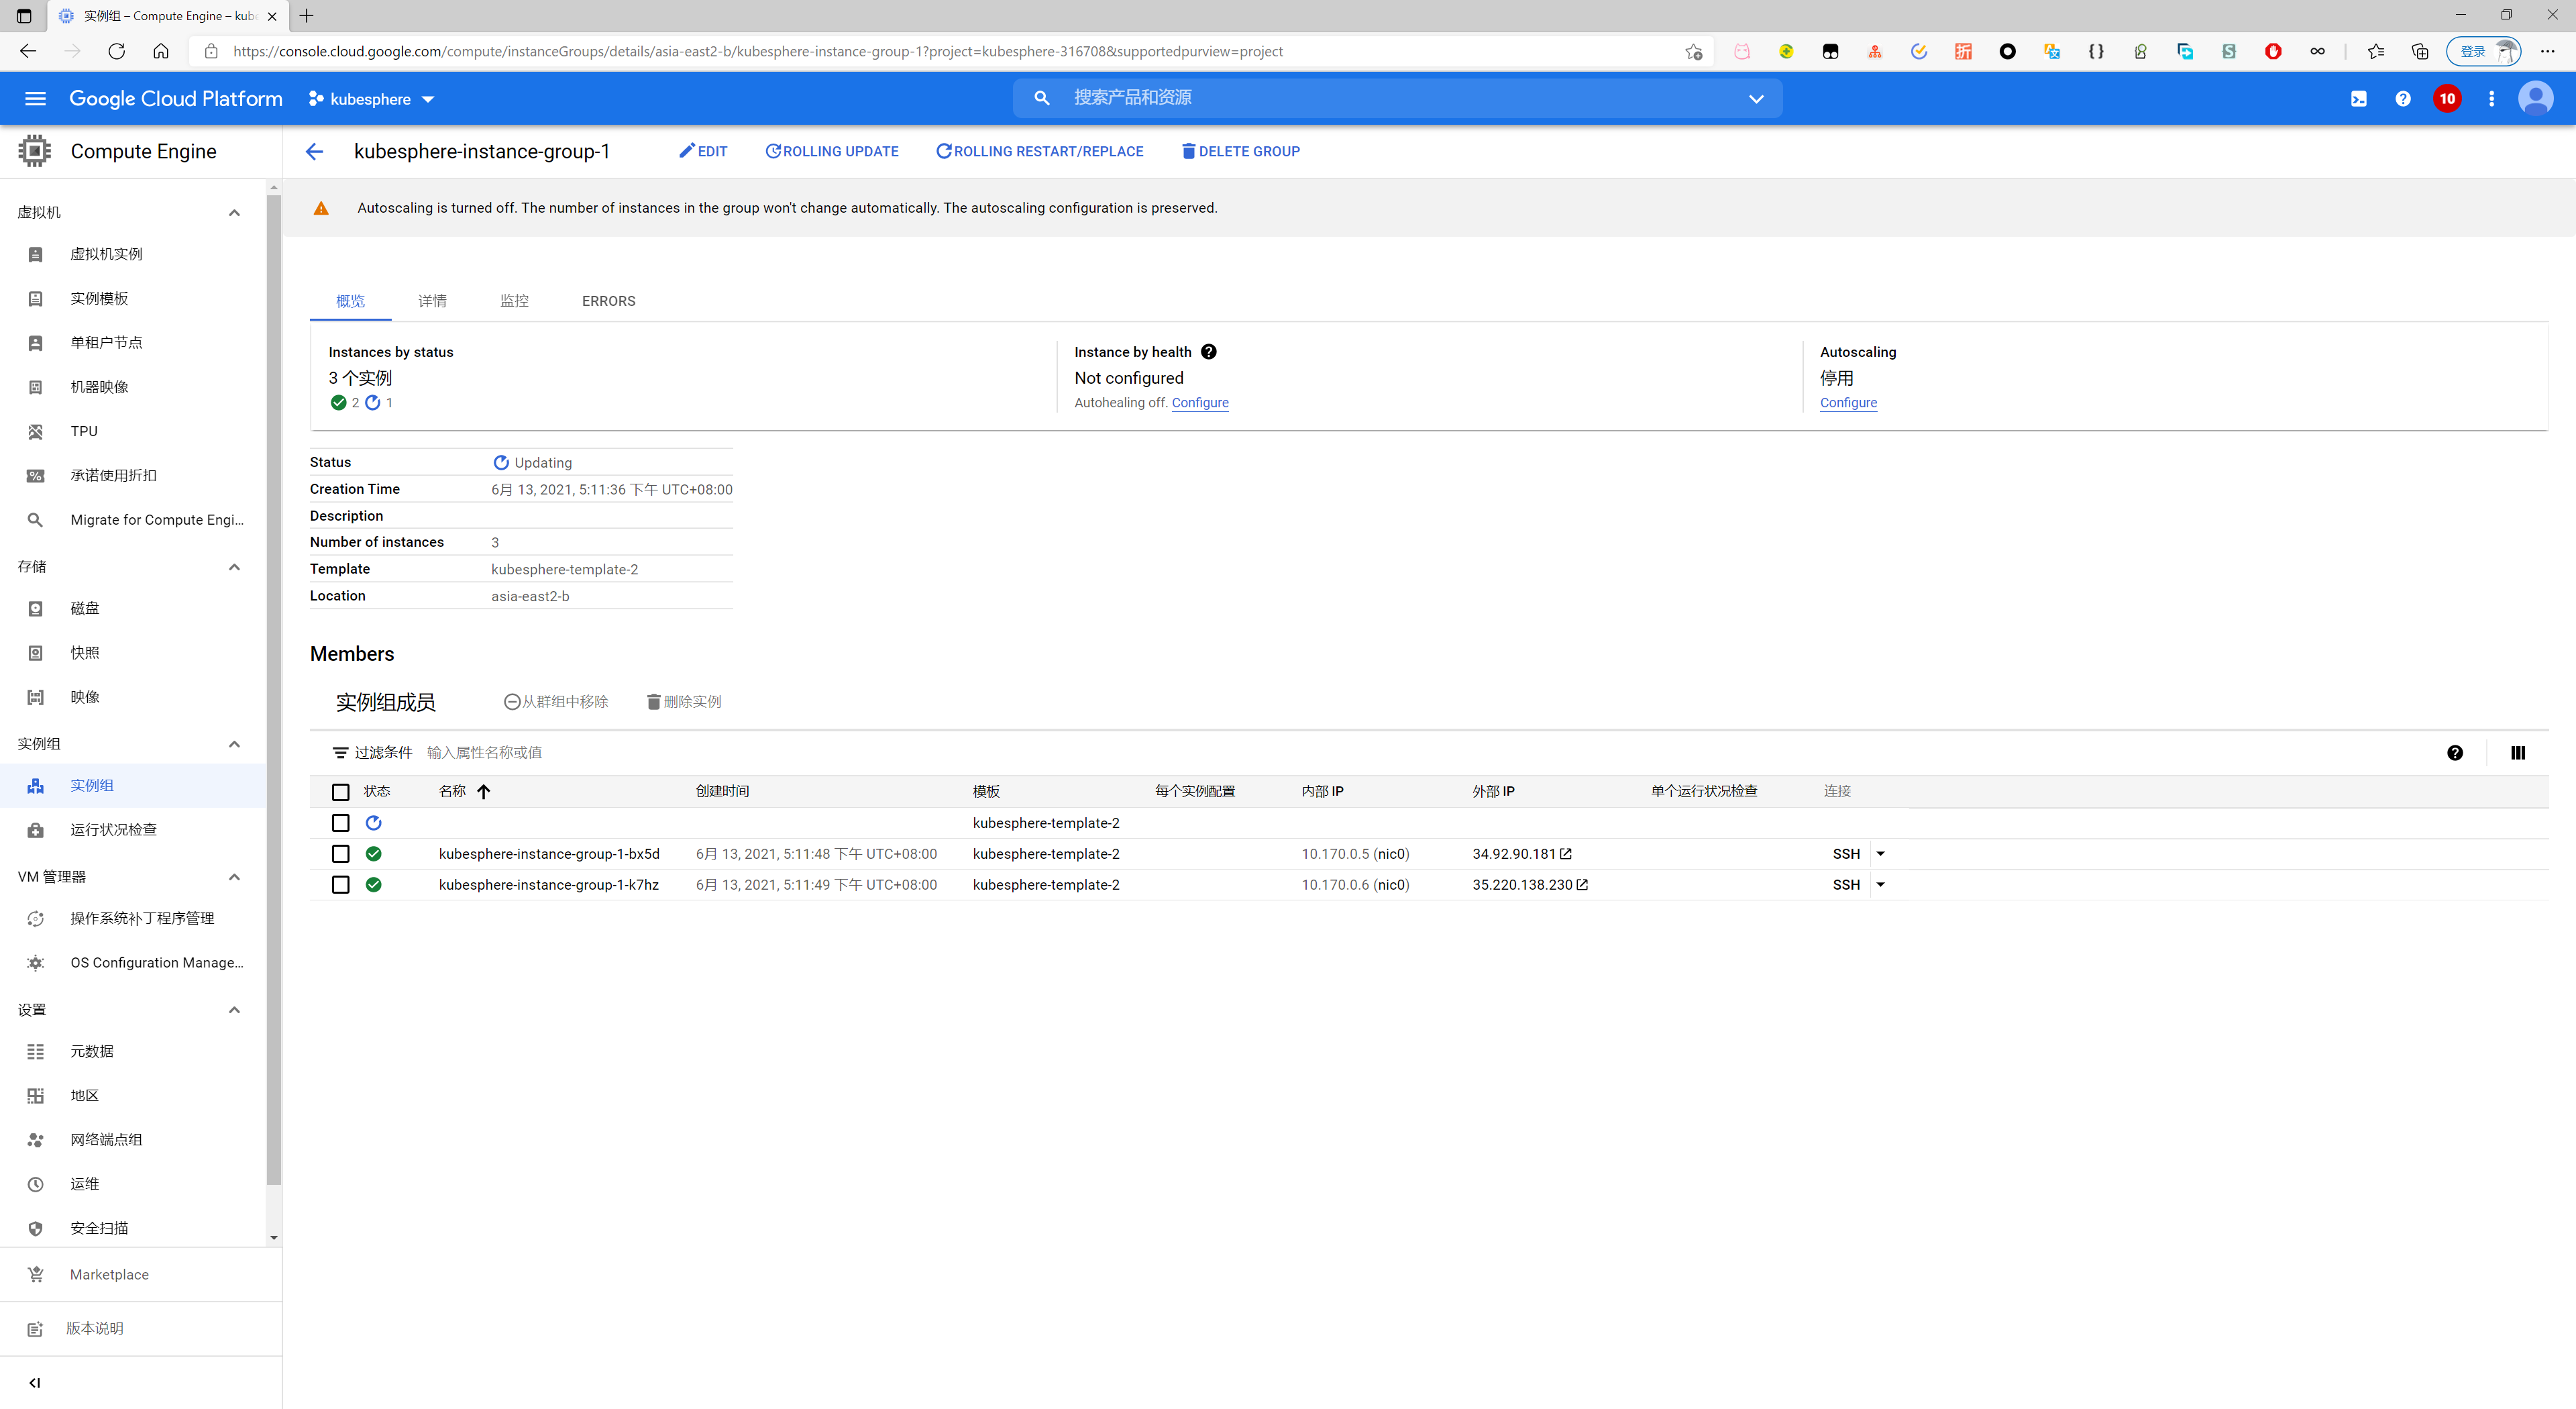 实例组 – Compute Engine – kub
https://console.cloud.google.com/compute/instanceGroups/details/asia-east2-b/kubesphere-instance-group-1?project=kubesphere-316708&supportedpurview=project
折
登录
Google Cloud Platform
kubesphere
搜索产品和资源
10
Compute Engine
kubesphere-instance-group-1
EDIT
ROLLING UPDATE
ROLLING RESTART/REPLACE
DELETE GROUP
Autoscaling is turned off. The number of instances in the group won't change automatically. The autoscaling configuration is preserved.
虚拟机
虚拟机实例
实例模板
单租户节点
机器映像
TPU
承诺使用折扣
Migrate for Compute Engi...
存储
磁盘
快照
映像
实例组
实例组
运行状况检查
VM 管理器
操作系统补丁程序管理
OS Configuration Manage...
设置
元数据
地区
网络端点组
运维
安全扫描
Marketplace
版本说明
概览
详情
监控
ERRORS
Instances by status
3 个实例
2 1
Instance by health
Not configured
Autohealing off. Configure
Autoscaling
停用
Configure
Status Updating
Creation Time 6月 13, 2021, 5:11:36 下午 UTC+08:00
Description
Number of instances 3
Template kubesphere-template-2
Location asia-east2-b
Members
实例组成员 从群组中移除 删除实例
过滤条件 输入属性名称或值
状态 名称 创建时间 模板 每个实例配置 内部 IP 外部 IP 单个运行状况检查 连接
kubesphere-template-2
kubesphere-instance-group-1-bx5d 6月 13, 2021, 5:11:48 下午 UTC+08:00 kubesphere-template-2 10.170.0.5 (nic0) 34.92.90.181 SSH
kubesphere-instance-group-1-k7hz 6月 13, 2021, 5:11:49 下午 UTC+08:00 kubesphere-template-2 10.170.0.6 (nic0) 35.220.138.230 SSH